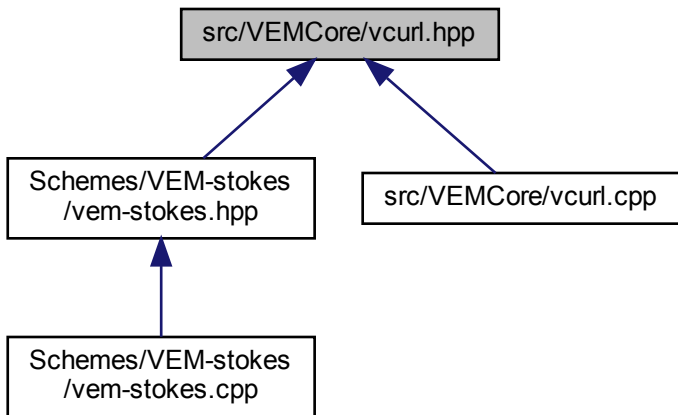 src/VEMCore/vcurl.hpp
Schemes/VEM-stokes
/vem-stokes.hpp
src/VEMCore/vcurl.cpp
Schemes/VEM-stokes
/vem-stokes.cpp